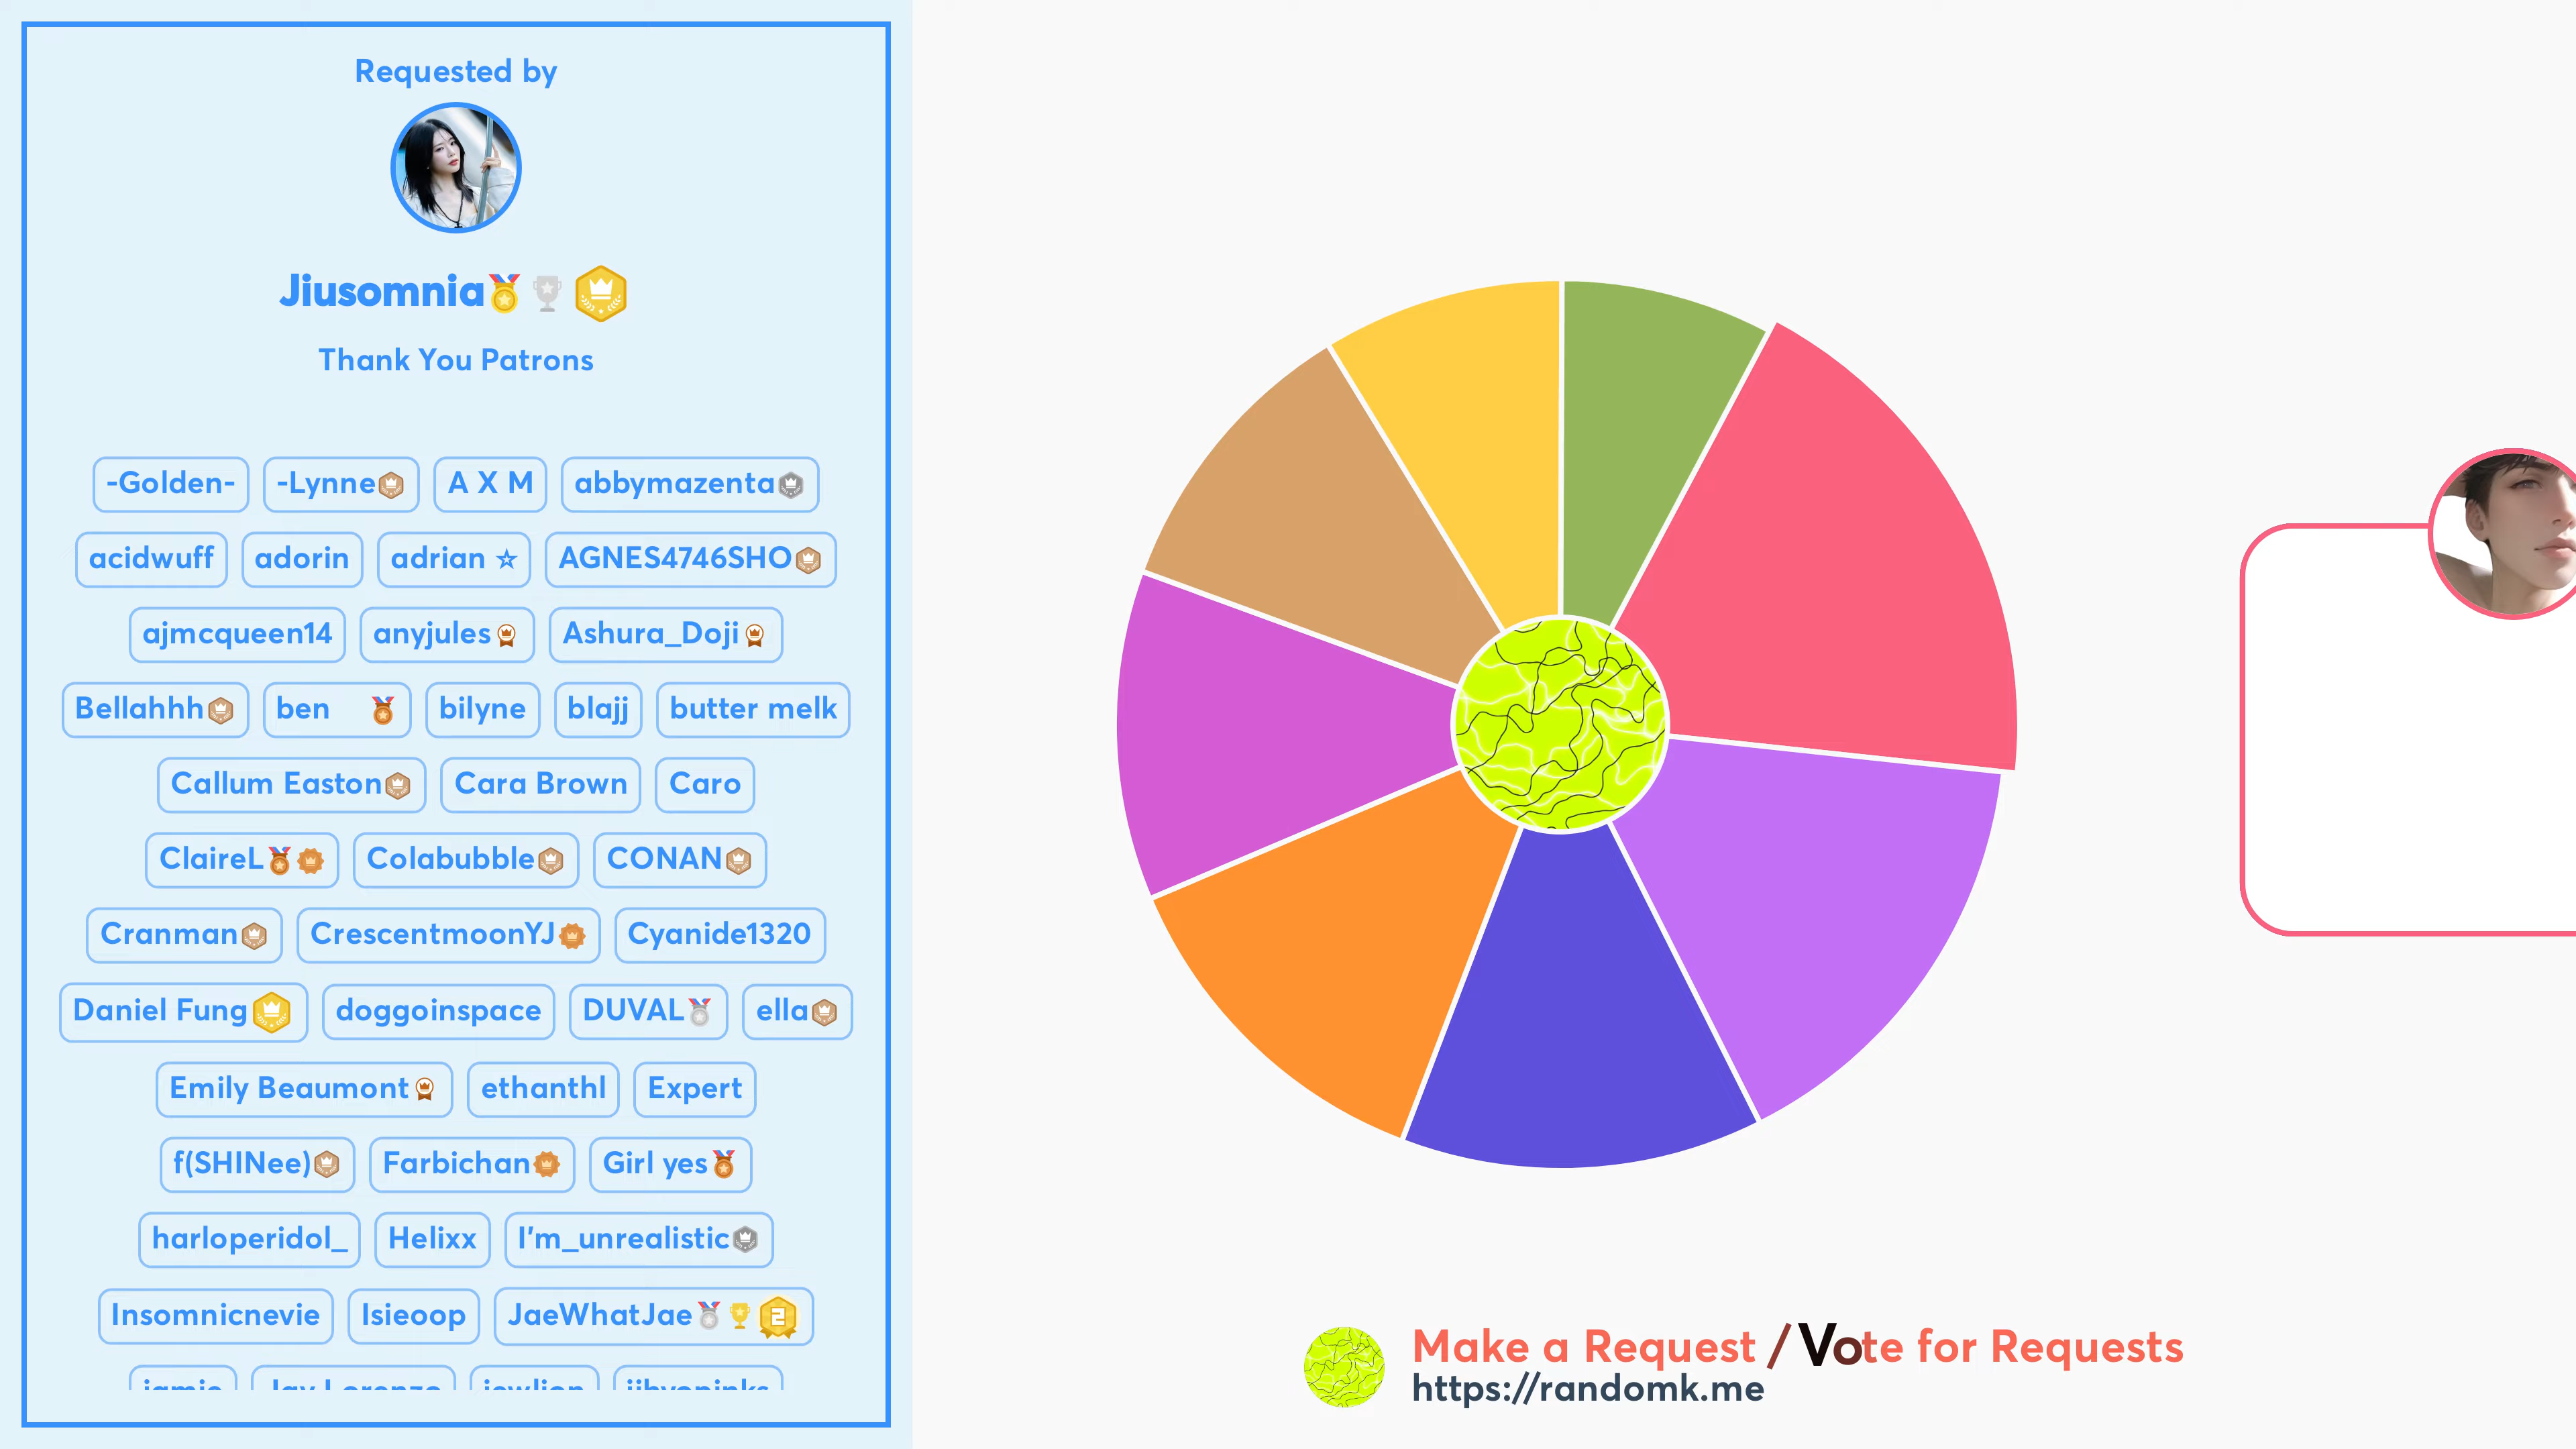 Requested by
Jiusomnia
Thank You Patrons
-Golden- -Lynne A X M abbymazenta
acidwuff adorin adrian ☆ AGNES4746SHO
ajmcqueen14 anyjules Ashura_Doji
Bellahhh ben bilyne blajj butter melk
Callum Easton Cara Brown Caro
ClaireL Colabubble CONAN
Cranman CrescentmoonYJ Cyanide1320
Daniel Fung doggoinspace DUVAL ella
Emily Beaumont ethanthl Expert
f(SHINee) Farbichan Girl yes
harloperidol_ Helixx I'm_unrealistic
Insomnicnevie Isieoop JaeWhatJae 2
Make a Request / Vote for Requests
https://randomk.me